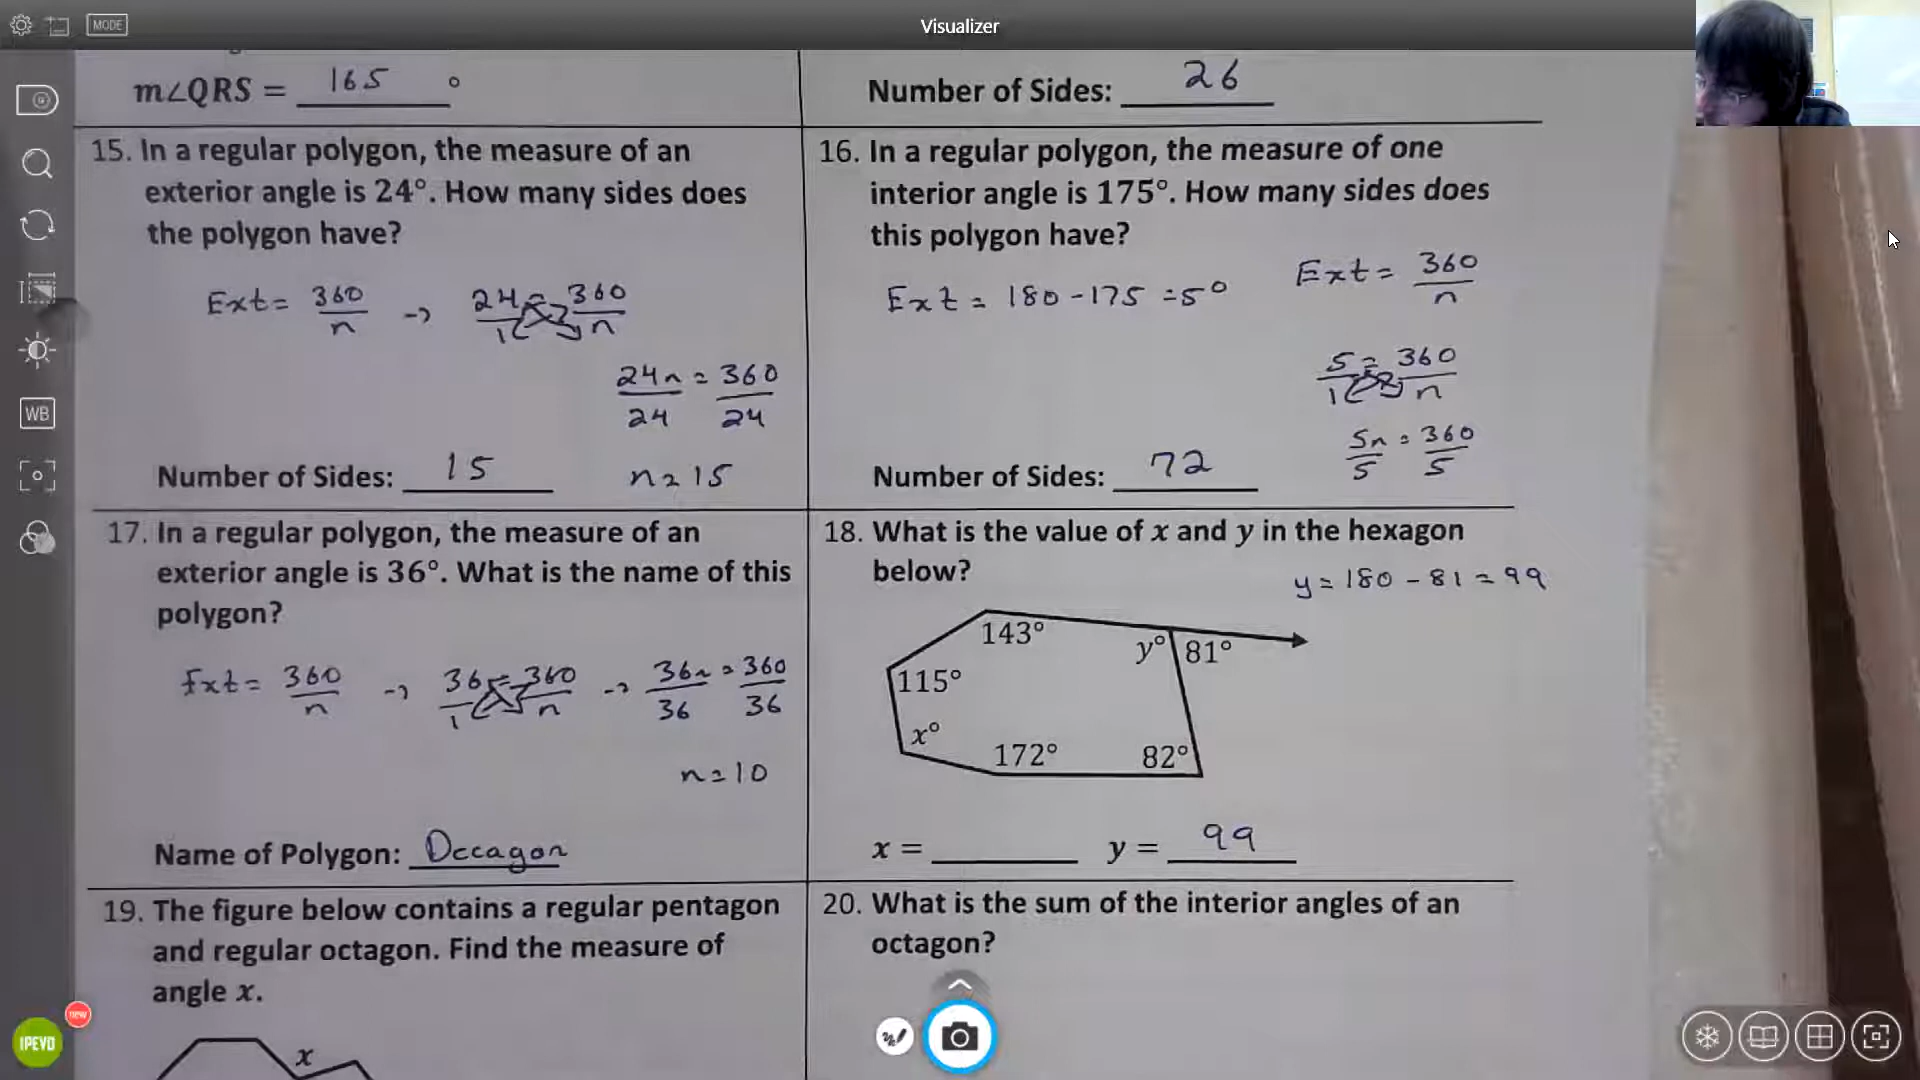 MODE
Visualizer
m∠QRS = 165 °
Number of Sides: 26
15. In a regular polygon, the measure of an
exterior angle is 24°. How many sides does
the polygon have?
Ext = 360/n → 24/1 = 360/n
24n/24 = 360/24
Number of Sides: 15
n = 15
16. In a regular polygon, the measure of one
interior angle is 175°. How many sides does
this polygon have?
Ext = 180 - 175 = 5°
Ext = 360/n
5/1 = 360/n
5n/5 = 360/5
Number of Sides: 72
17. In a regular polygon, the measure of an
exterior angle is 36°. What is the name of this
polygon?
Ext = 360/n → 36/1 = 360/n → 36n/36 = 360/36
n = 10
Name of Polygon: Decagon
18. What is the value of x and y in the hexagon
below?
y = 180 - 81 = 99
143°
y° 81°
115°
x°
172° 82°
x = ____ y = 99
19. The figure below contains a regular pentagon
and regular octagon. Find the measure of
angle x.
x
20. What is the sum of the interior angles of an
octagon?
WB
new
IPEVO